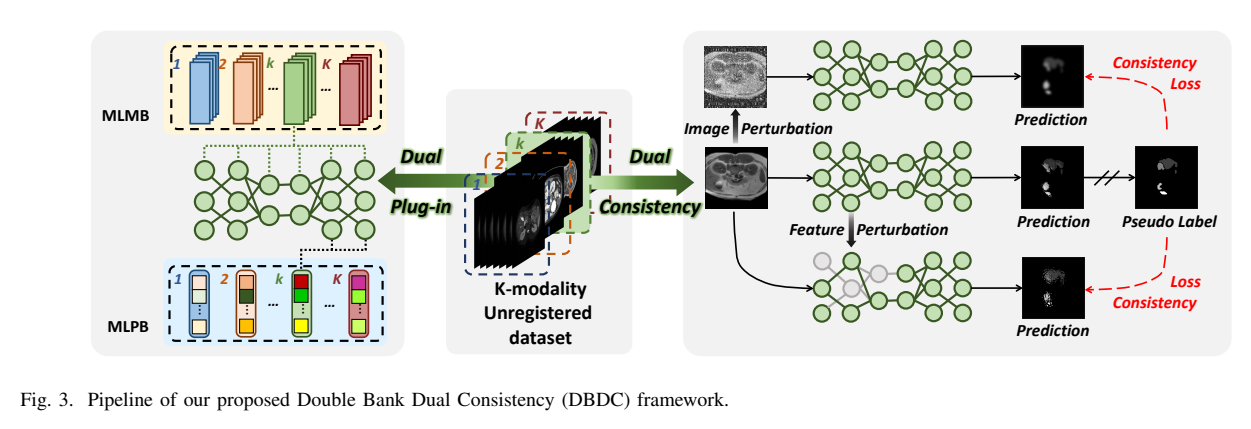 MLMB
1 2 ... k ... K
Dual
Plug-in
1 2 ... k ... K
MLPB
K
k
2
1
K-modality
Unregistered
dataset
Dual
Consistency
Image Perturbation
Feature Perturbation
Prediction
Prediction
Prediction
Pseudo Label
Consistency
Loss
Loss
Consistency
Fig. 3. Pipeline of our proposed Double Bank Dual Consistency (DBDC) framework.